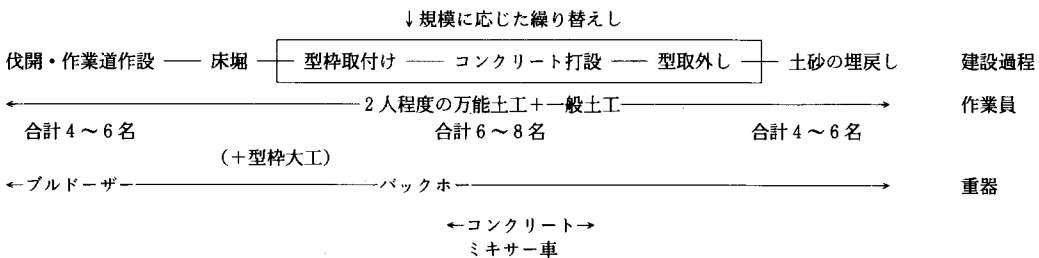 ↓規模に応じた繰り替えし
伐開・作業道作設 — 床堀 — 型枠取付け — コンクリート打設 — 型取外し — 土砂の埋戻し 建設過程
←2人程度の万能土工+一般土工→ 作業員
合計4～6名 合計6～8名 合計4～6名
(+型枠大工)
←ブルドーザー バックホー→ 重器
←コンクリート→
ミキサー車